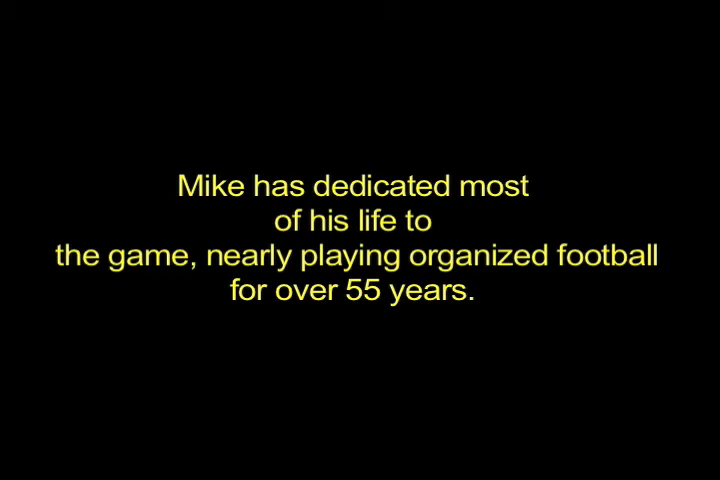 Mike has dedicated most
of his life to
the game, nearly playing organized football
for over 55 years.